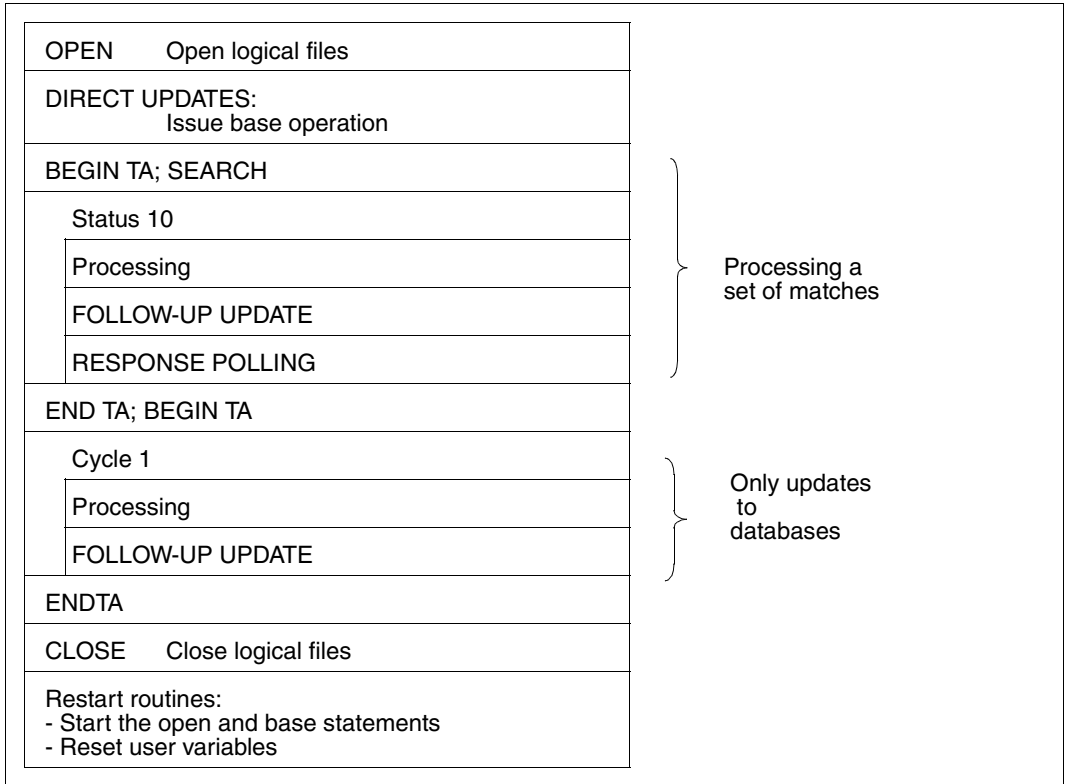 OPEN Open logical files
DIRECT UPDATES:
Issue base operation
BEGIN TA; SEARCH
Status 10
Processing
FOLLOW-UP UPDATE
RESPONSE POLLING
Processing a
set of matches
END TA; BEGIN TA
Cycle 1
Processing
FOLLOW-UP UPDATE
Only updates
to
databases
ENDTA
CLOSE Close logical files
Restart routines:
- Start the open and base statements
- Reset user variables